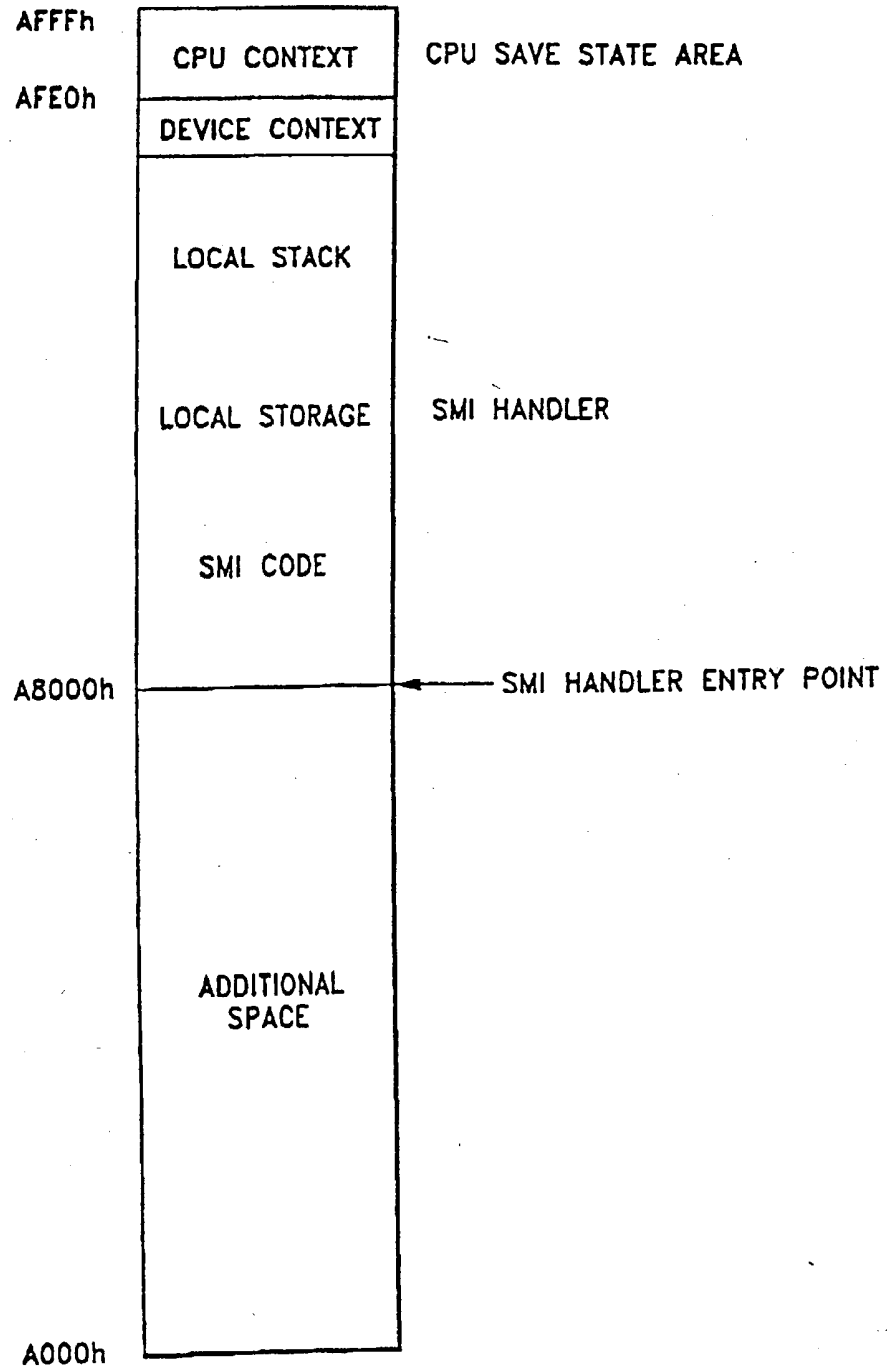 AFFFh
CPU CONTEXT
CPU SAVE STATE AREA
AFE0h
DEVICE CONTEXT
LOCAL STACK
LOCAL STORAGE
SMI HANDLER
SMI CODE
A8000h
SMI HANDLER ENTRY POINT
ADDITIONAL
SPACE
A000h